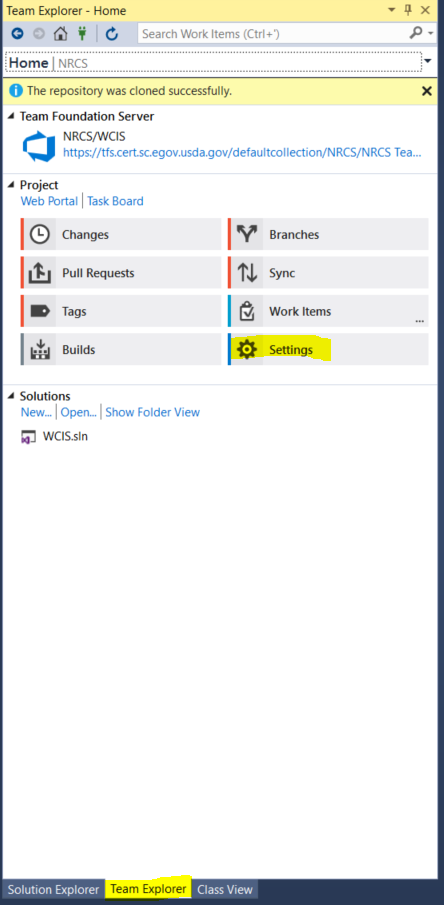 Team Explorer - Home
Search Work Items (Ctrl+')
Home | NRCS
The repository was cloned successfully.
Team Foundation Server
NRCS/WCIS
https://tfs.cert.sc.egov.usda.gov/defaultcollection/NRCS/NRCS Tea...
Project
Web Portal | Task Board
Changes
Branches
Pull Requests
Sync
Tags
Work Items
...
Builds
Settings
Solutions
New... | Open... | Show Folder View
WCIS.sln
Solution Explorer Team Explorer Class View